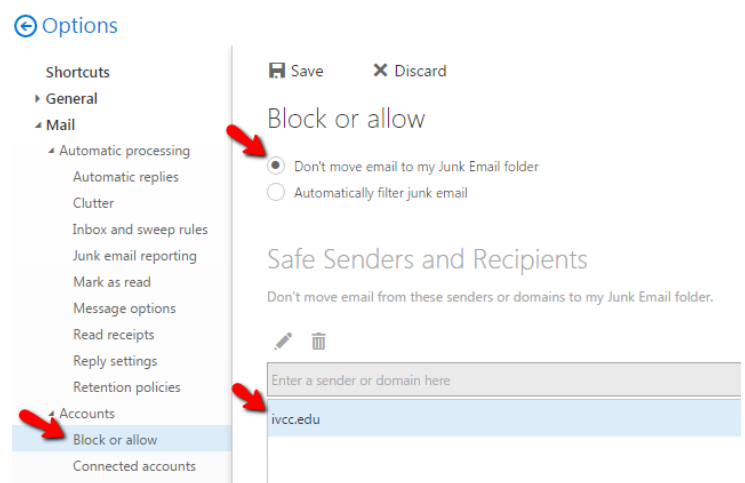 Options
Shortcuts
General
Mail
Automatic processing
Automatic replies
Clutter
Inbox and sweep rules
Junk email reporting
Mark as read
Message options
Read receipts
Reply settings
Retention policies
Accounts
Block or allow
Connected accounts
Save Discard
Block or allow
Don't move email to my Junk Email folder
Automatically filter junk email
Safe Senders and Recipients
Don't move email from these senders or domains to my Junk Email folder.
Enter a sender or domain here
ivcc.edu